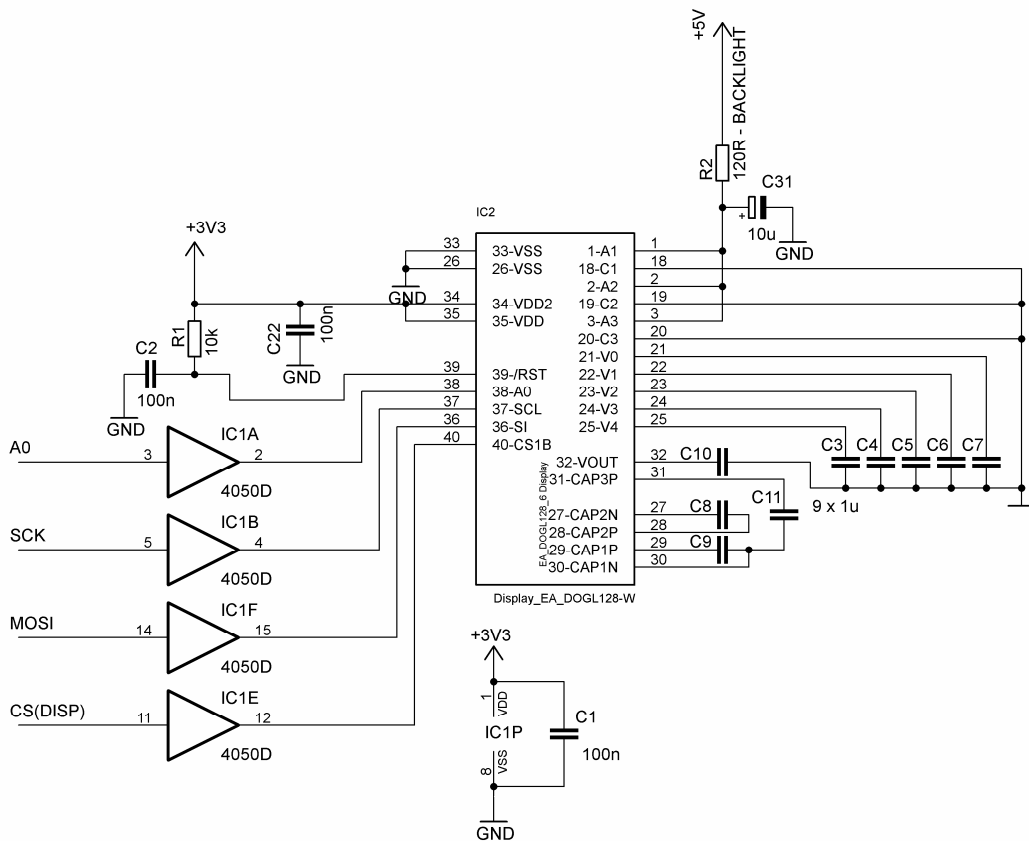 +5V
120R - BACKLIGHT
R2
C31
+
10u
GND
IC2
+3V3
33 33-VSS 1-A1 1
26 26-VSS 18-C1 18
GND
2-A2 2
34 34-VDD2 19-C2 19
35 35-VDD 3-A3 3
20-C3 20
R1
10k
C22
100n
GND
C2
100n
GND
21-V0 21
39 39-/RST 22-V1 22
38 38-A0 23-V2 23
37 37-SCL 24-V3 24
36 36-SI 25-V4 25
40 40-CS1B
32-VOUT 32
31-CAP3P 31
27-CAP2N 27
28-CAP2P 28
29-CAP1P 29
30-CAP1N 30
EA_DOGL128_6 Display
Display_EA_DOGL128-W
C10
C8
C9
C11
C3 C4 C5 C6 C7
9 x 1u
A0
3
IC1A
2
4050D
SCK
5
IC1B
4
4050D
MOSI
14
IC1F
15
4050D
CS(DISP)
11
IC1E
12
4050D
+3V3
1
VDD
IC1P
8
VSS
C1
100n
GND